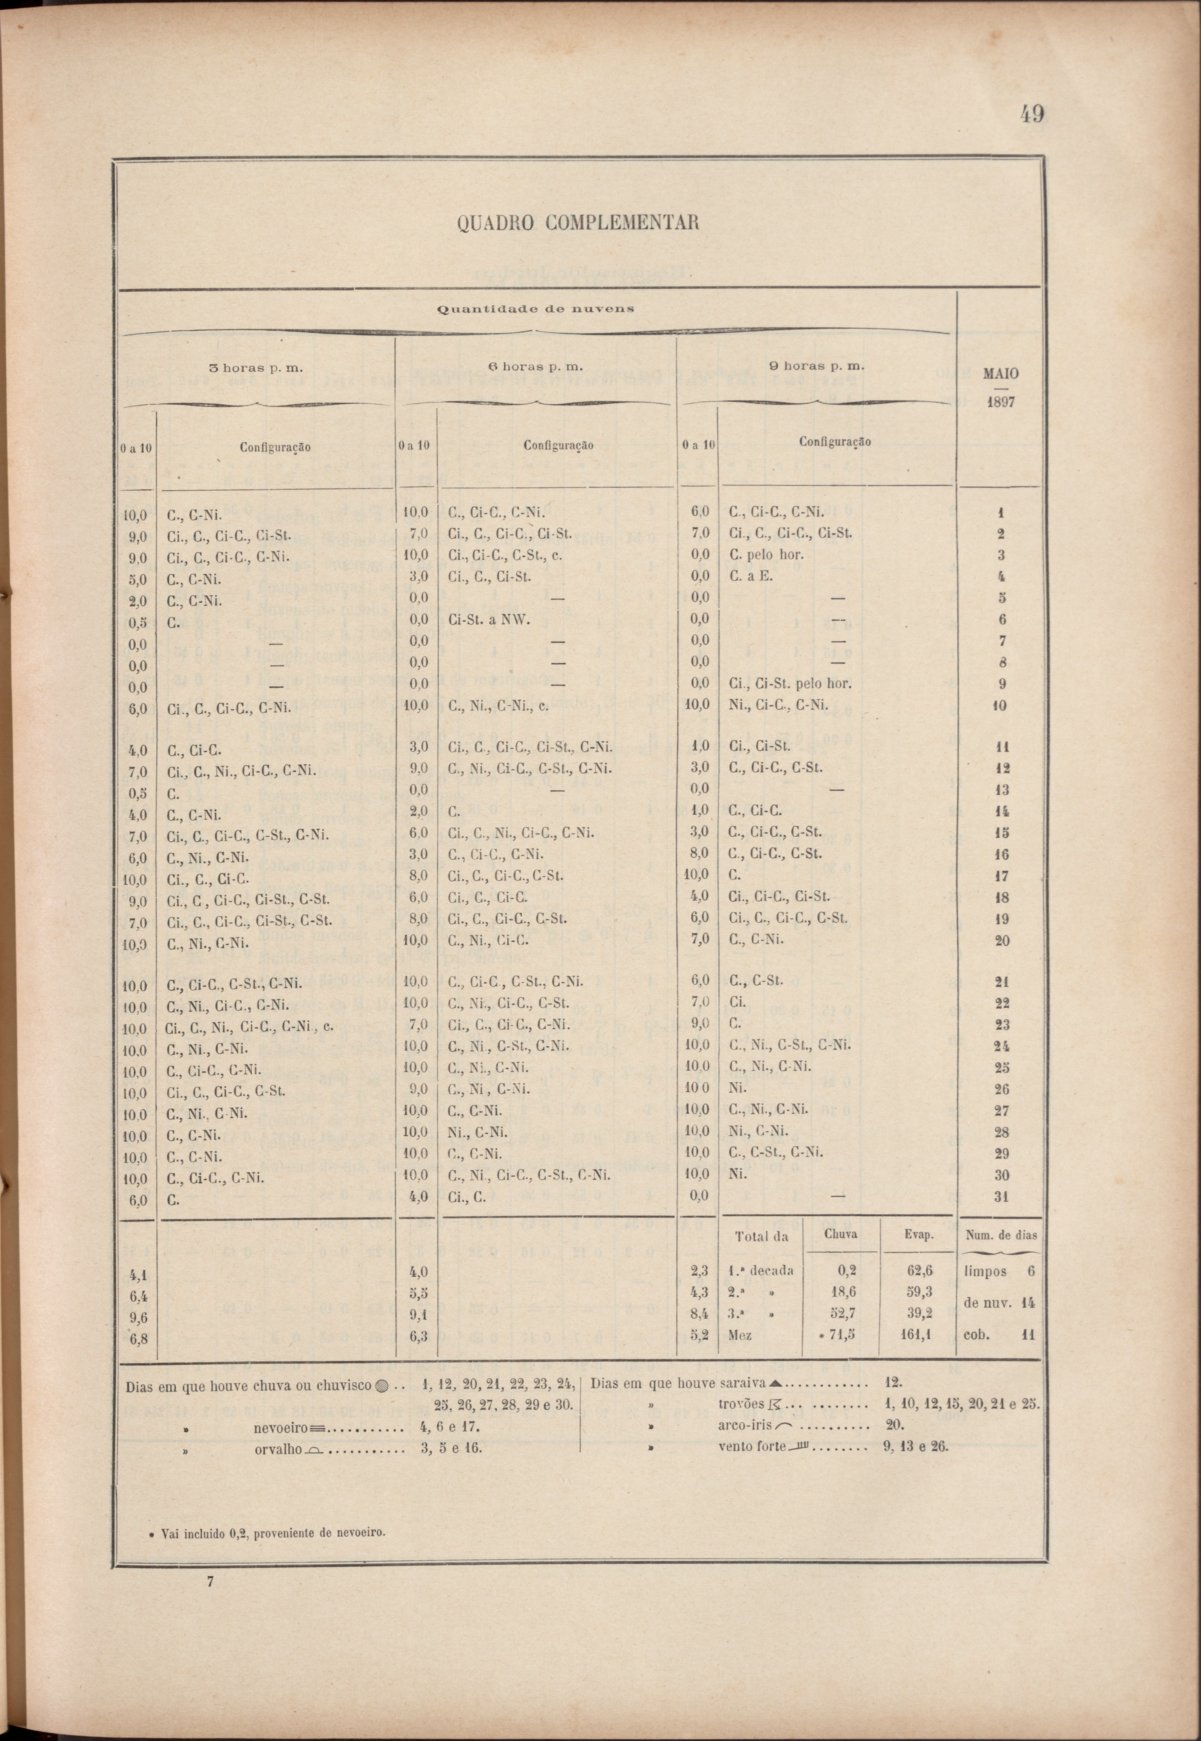 49
QUADRO COMPLEMENTAR
Quantidade de nuvens
3 horas p. m. 6 horas p. m. 9 horas p. m. MAIO
1897
0 a 10 Configuração 0 a 10 Configuração 0 a 10 Configuração
10,0 C., C-Ni. 10,0 C., Ci-C., C-Ni. 6,0 C., Ci-C., C-Ni. 1
9,0 Ci., C., Ci-C., Ci-St. 7,0 Ci., C., Ci-C., Ci-St. 7,0 Ci., C., Ci-C., Ci-St. 2
9,0 Ci., C., Ci-C., C-Ni. 10,0 Ci., Ci-C., C-St., c. 0,0 C. pelo hor. 3
5,0 C., C-Ni. 3,0 Ci., C., Ci-St. 0,0 C. a E. 4
2,0 C., C-Ni. 0,0 — 0,0 — 5
0,5 C. 0,0 Ci-St. a NW. 0,0 — 6
0,0 — 0,0 — 0,0 — 7
0,0 — 0,0 — 0,0 — 8
0,0 — 0,0 — 0,0 Ci., Ci-St. pelo hor. 9
6,0 Ci., C., Ci-C., C-Ni. 10,0 C., Ni., C-Ni., c. 10,0 Ni., Ci-C., C-Ni. 10
4,0 C., Ci-C. 3,0 Ci., C., Ci-C., Ci-St., C-Ni. 1,0 Ci., Ci-St. 11
7,0 Ci., C., Ni., Ci-C., C-Ni. 9,0 C., Ni., Ci-C., C-St., C-Ni. 3,0 C., Ci-C., C-St. 12
0,5 C. 0,0 — 0,0 — 13
4,0 C., C-Ni. 2,0 C. 1,0 C., Ci-C. 14
7,0 Ci., C., Ci-C., C-St., C-Ni. 6,0 Ci., C., Ni., Ci-C., C-Ni. 3,0 C., Ci-C., C-St. 15
6,0 C., Ni., C-Ni. 3,0 C., Ci-C., C-Ni. 8,0 C., Ci-C., C-St. 16
10,0 Ci., C., Ci-C. 8,0 Ci., C., Ci-C., C-St. 10,0 C. 17
9,0 Ci., C., Ci-C., Ci-St., C-St. 6,0 Ci., C., Ci-C. 4,0 Ci., Ci-C., Ci-St. 18
7,0 Ci., C., Ci-C., Ci-St., C-St. 8,0 Ci., C., Ci-C., C-St. 6,0 Ci., C., Ci-C., C-St. 19
10,0 C., Ni., C-Ni. 10,0 C., Ni., Ci-C. 7,0 C., C-Ni. 20
10,0 C., Ci-C., C-St., C-Ni. 10,0 C., Ci-C., C-St., C-Ni. 6,0 C., C-St. 21
10,0 C., Ni., Ci-C., C-Ni. 10,0 C., Ni., Ci-C., C-St. 7,0 Ci. 22
10,0 Ci., C., Ni., Ci-C., C-Ni., c. 7,0 Ci., C., Ci-C., C-Ni. 9,0 C. 23
10,0 C., Ni., C-Ni. 10,0 C., Ni., C-St., C-Ni. 10,0 C., Ni., C-St., C-Ni. 24
10,0 C., Ci-C., C-Ni. 10,0 C., Ni., C-Ni. 10,0 C., Ni., C-Ni. 25
10,0 Ci., C., Ci-C., C-St. 9,0 C., Ni., C-Ni. 10 0 Ni. 26
10,0 C., Ni., C-Ni. 10,0 C., C-Ni. 10,0 C., Ni., C-Ni. 27
10,0 C., C-Ni. 10,0 Ni., C-Ni. 10,0 Ni., C-Ni. 28
10,0 C., C-Ni. 10,0 C., C-Ni. 10,0 C., C-St., C-Ni. 29
10,0 C., Ci-C., C-Ni. 10,0 C., Ni., Ci-C., C-St., C-Ni. 10,0 Ni. 30
6,0 C. 4,0 Ci., C. 0,0 — 31
Total da Chuva Evap. Num. de dias
4,1 4,0 2,3 1.ª decada 0,2 62,6 limpos 6
6,4 5,5 4,3 2.ª » 18,6 59,3
de nuv. 14
9,6 9,1 8,4 3.ª » 52,7 39,2
6,8 6,3 5,2 Mez * 71,5 161,1 cob. 11
Dias em que houve chuva ou chuvisco .. 1, 12, 20, 21, 22, 23, 24, Dias em que houve saraiva ............ 12.
25, 26, 27, 28, 29 e 30. » trovões ... ........ 1, 10, 12, 15, 20, 21 e 25.
» nevoeiro ........... 4, 6 e 17. » arco-iris .......... 20.
» orvalho ........... 3, 5 e 16. » vento forte ........ 9, 13 e 26.
* Vai incluido 0,2, proveniente de nevoeiro.
7